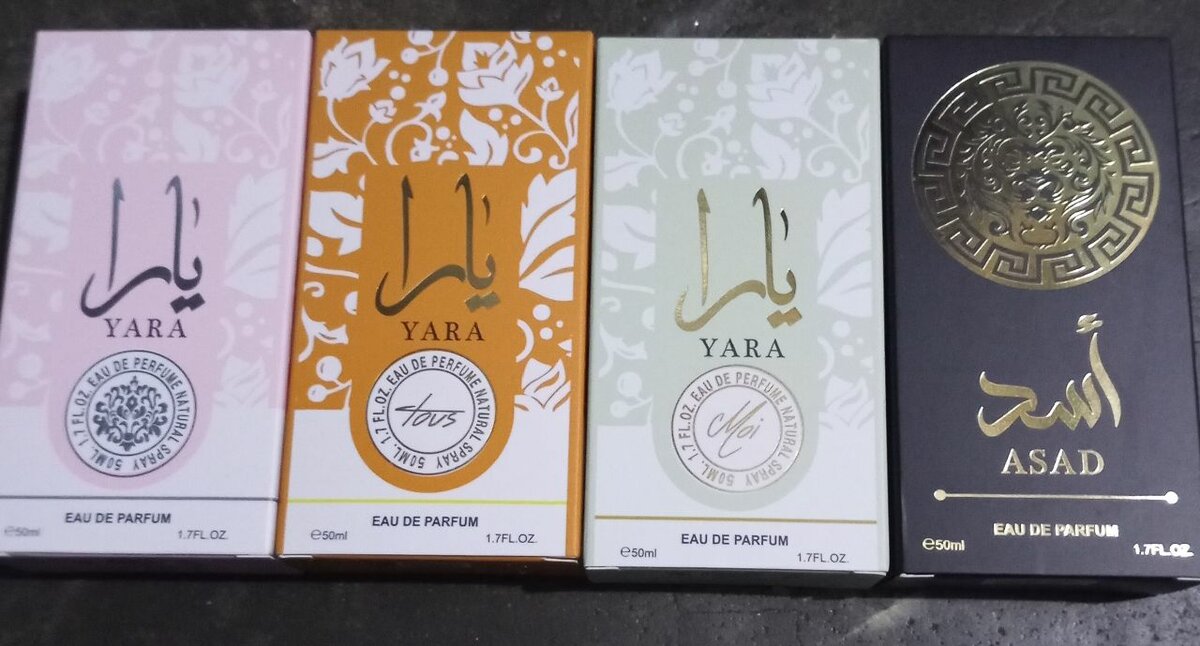 يارا
YARA
1.7 FL.OZ. EAU DE PERFUME NATURAL SPRAY 50ML.
EAU DE PARFUM
e50ml
1.7FL.OZ.
يارا
YARA
1.7 FL.OZ. EAU DE PERFUME NATURAL SPRAY 50ML.
tous
EAU DE PARFUM
e50ml
1.7FL.OZ.
يارا
YARA
1.7 FL.OZ. EAU DE PERFUME NATURAL SPRAY 50ML.
Moi
EAU DE PARFUM
e50ml
1.7FL.OZ.
أسد
ASAD
EAU DE PARFUM
e50ml
1.7FL.OZ.